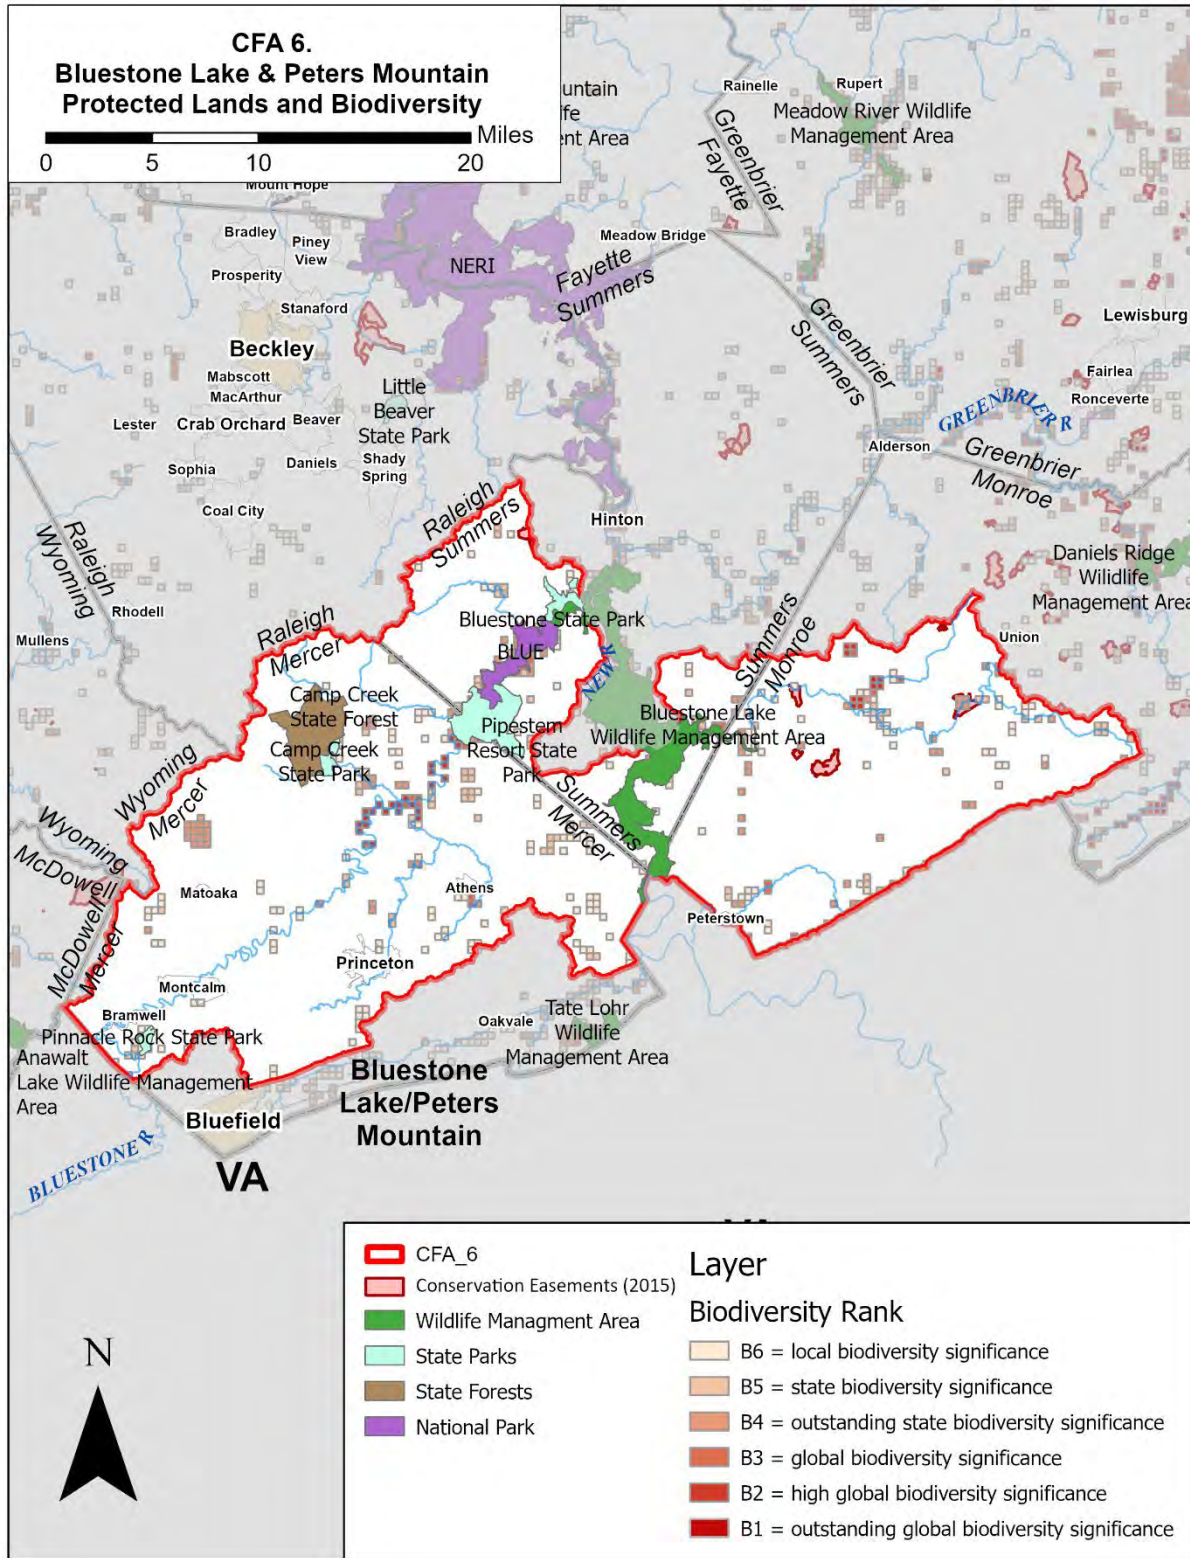 CFA 6.
Bluestone Lake & Peters Mountain
Protected Lands and Biodiversity
Miles
0 5 10 20
untain
fe
ent Area
Rainelle
Rupert
Meadow River Wildlife
Management Area
Greenbrier
Fayette
Mount Hope
Bradley
Piney
View
Prosperity
Stanaford
NERI
Meadow Bridge
Fayette
Summers
Greenbrier
Summers
Lewisburg
Beckley
Mabscott
MacArthur
Little
Beaver
State Park
Fairlea
Ronceverte
GREENBRIER R
Lester
Crab Orchard
Beaver
Alderson
Greenbrier
Monroe
Sophia
Daniels
Shady
Spring
Coal City
Raleigh
Summers
Hinton
Raleigh
Wyoming
Daniels Ridge
Wilidlife
Management Area
Rhodell
Mullens
Raleigh
Mercer
Bluestone State Park
BLUE
Summers
Monroe
Union
NEW R
Camp Creek
State Forest
Camp Creek
State Park
Pipestem
Resort State
Park
Bluestone Lake
Wildlife Management Area
Wyoming
Mercer
Summers
Mercer
Wyoming
McDowell
McDowell
Mercer
Matoaka
Athens
Peterstown
Princeton
Montcalm
Bramwell
Pinnacle Rock State Park
Anawalt
Lake Wildlife Management
Area
Oakvale
Tate Lohr
Wildlife
Management Area
Bluestone
Lake/Peters
Mountain
Bluefield
BLUESTONE R
VA
CFA_6
Conservation Easements (2015)
Wildlife Managment Area
State Parks
State Forests
National Park
Layer
Biodiversity Rank
B6 = local biodiversity significance
B5 = state biodiversity significance
B4 = outstanding state biodiversity significance
B3 = global biodiversity significance
B2 = high global biodiversity significance
B1 = outstanding global biodiversity significance
N